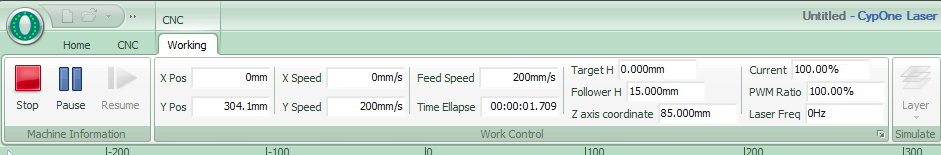 CNC
Untitled - CypOne Laser
Home CNC Working
X Pos 0mm X Speed 0mm/s Feed Speed 200mm/s Target H 0.000mm Current 100.00%
Follower H 15.000mm PWM Ratio 100.00%
Y Pos 304.1mm Y Speed 200mm/s Time Ellapse 00:00:01.709 Z axis coordinate 85.000mm Laser Freq 0Hz
Stop Pause Resume Layer
Machine Information Work Control Simulate
-200 -100 0 100 200 300